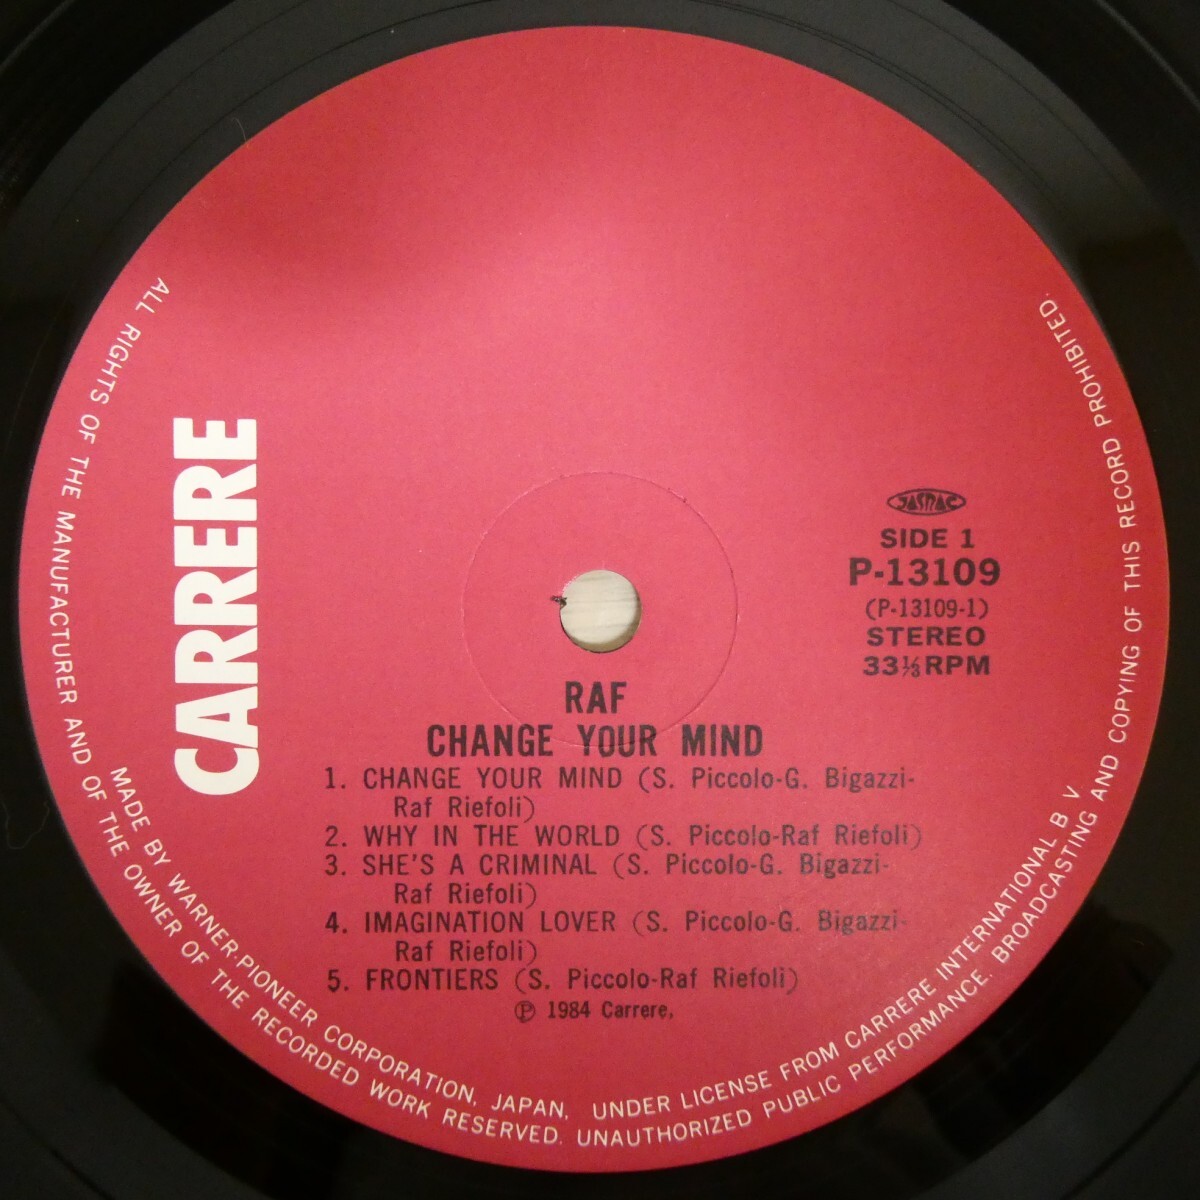 CARRERE
JASRAC
SIDE 1
P-13109
(P-13109-1)
STEREO
33⅓RPM
RAF
CHANGE YOUR MIND
1. CHANGE YOUR MIND (S. Piccolo-G. Bigazzi-
Raf Riefoli)
2. WHY IN THE WORLD (S. Piccolo-Raf Riefoli)
3. SHE'S A CRIMINAL (S. Piccolo-G. Bigazzi-
Raf Riefoli)
4. IMAGINATION LOVER (S. Piccolo-G. Bigazzi-
Raf Riefoli)
5. FRONTIERS (S. Piccolo-Raf Riefoli)
℗ 1984 Carrere,
MADE BY WARNER-PIONEER CORPORATION, JAPAN, UNDER LICENSE FROM CARRERE INTERNATIONAL B V
ALL RIGHTS OF THE MANUFACTURER AND OF THE OWNER OF THE RECORDED WORK RESERVED. UNAUTHORIZED PUBLIC PERFORMANCE, BROADCASTING AND COPYING OF THIS RECORD PROHIBITED